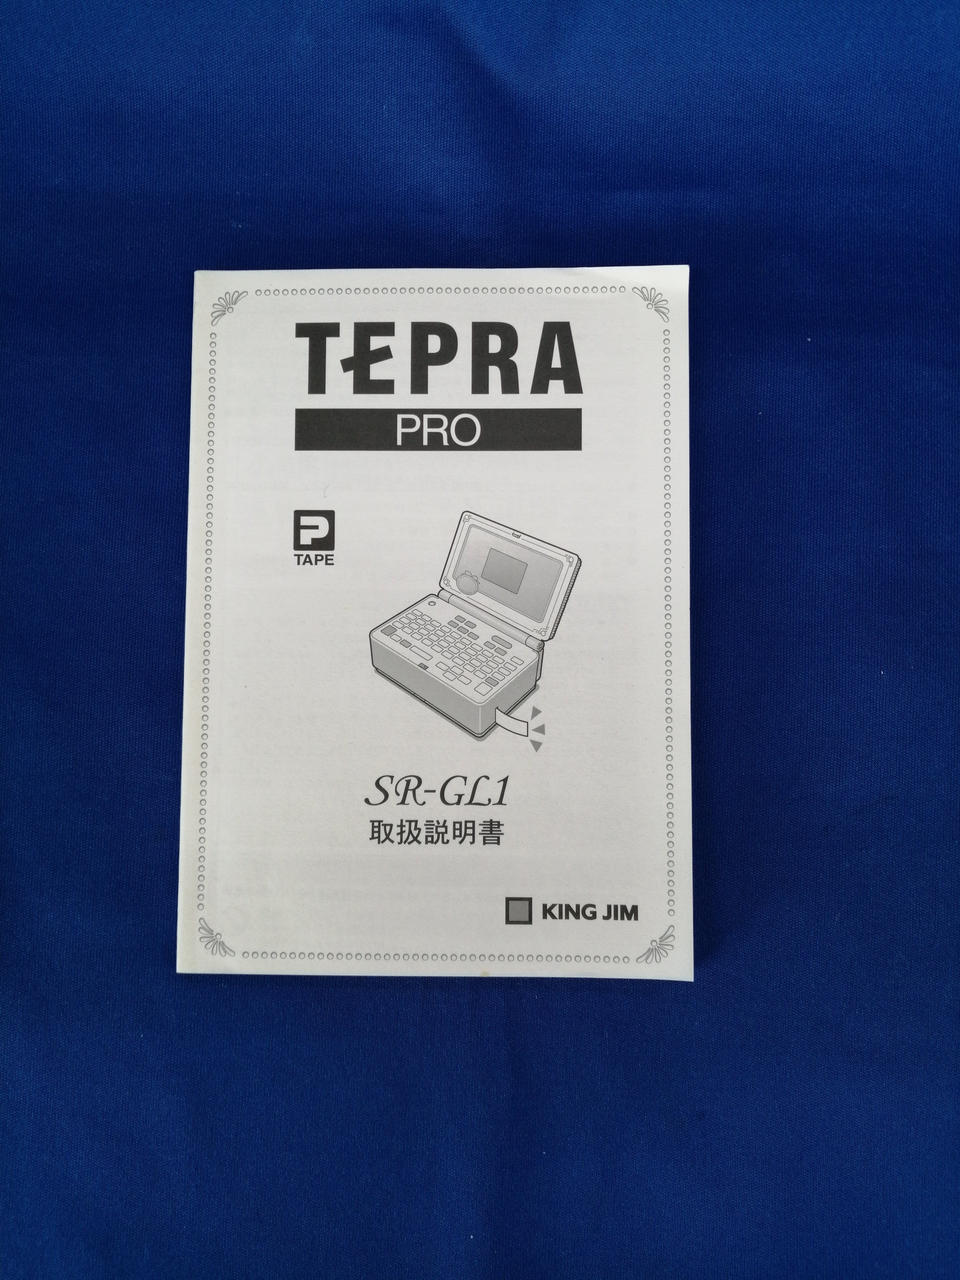 TEPRA
PRO
P
TAPE
SR-GL1
取扱説明書
KING JIM